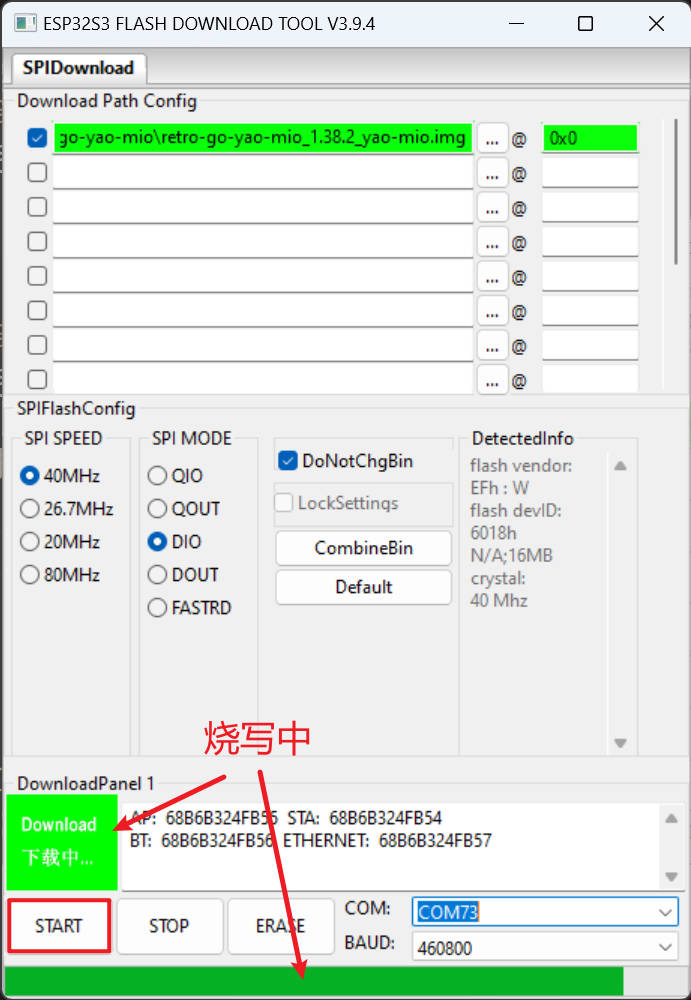 ESP32S3 FLASH DOWNLOAD TOOL V3.9.4
SPIDownload
Download Path Config
go-yao-mio\retro-go-yao-mio_1.38.2_yao-mio.img ... @ 0x0
... @
... @
... @
... @
... @
... @
... @
SPIFlashConfig
SPI SPEED
40MHz
26.7MHz
20MHz
80MHz
SPI MODE
QIO
QOUT
DIO
DOUT
FASTRD
DoNotChgBin
LockSettings
CombineBin
Default
DetectedInfo
flash vendor:
EFh : W
flash devID:
6018h
N/A;16MB
crystal:
40 Mhz
烧写中
DownloadPanel 1
Download
下载中...
AP: 68B6B324FB55 STA: 68B6B324FB54
BT: 68B6B324FB56 ETHERNET: 68B6B324FB57
START
STOP
ERASE
COM: COM73
BAUD: 460800